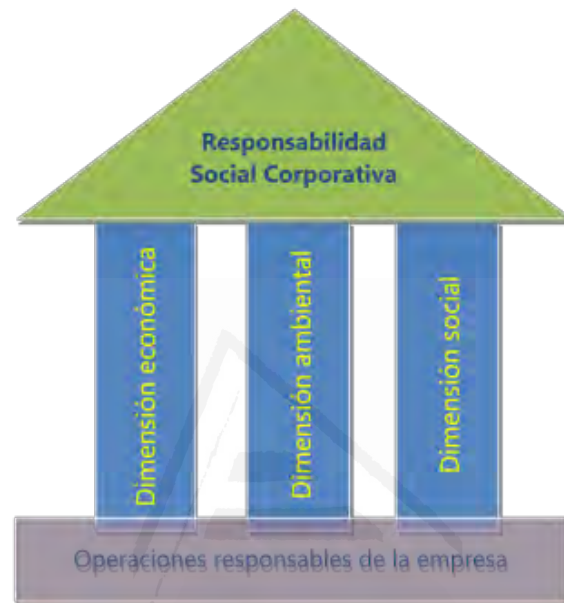 Responsabilidad
Social Corporativa
Dimensión económica
Dimensión ambiental
Dimensión social
Operaciones responsables de la empresa